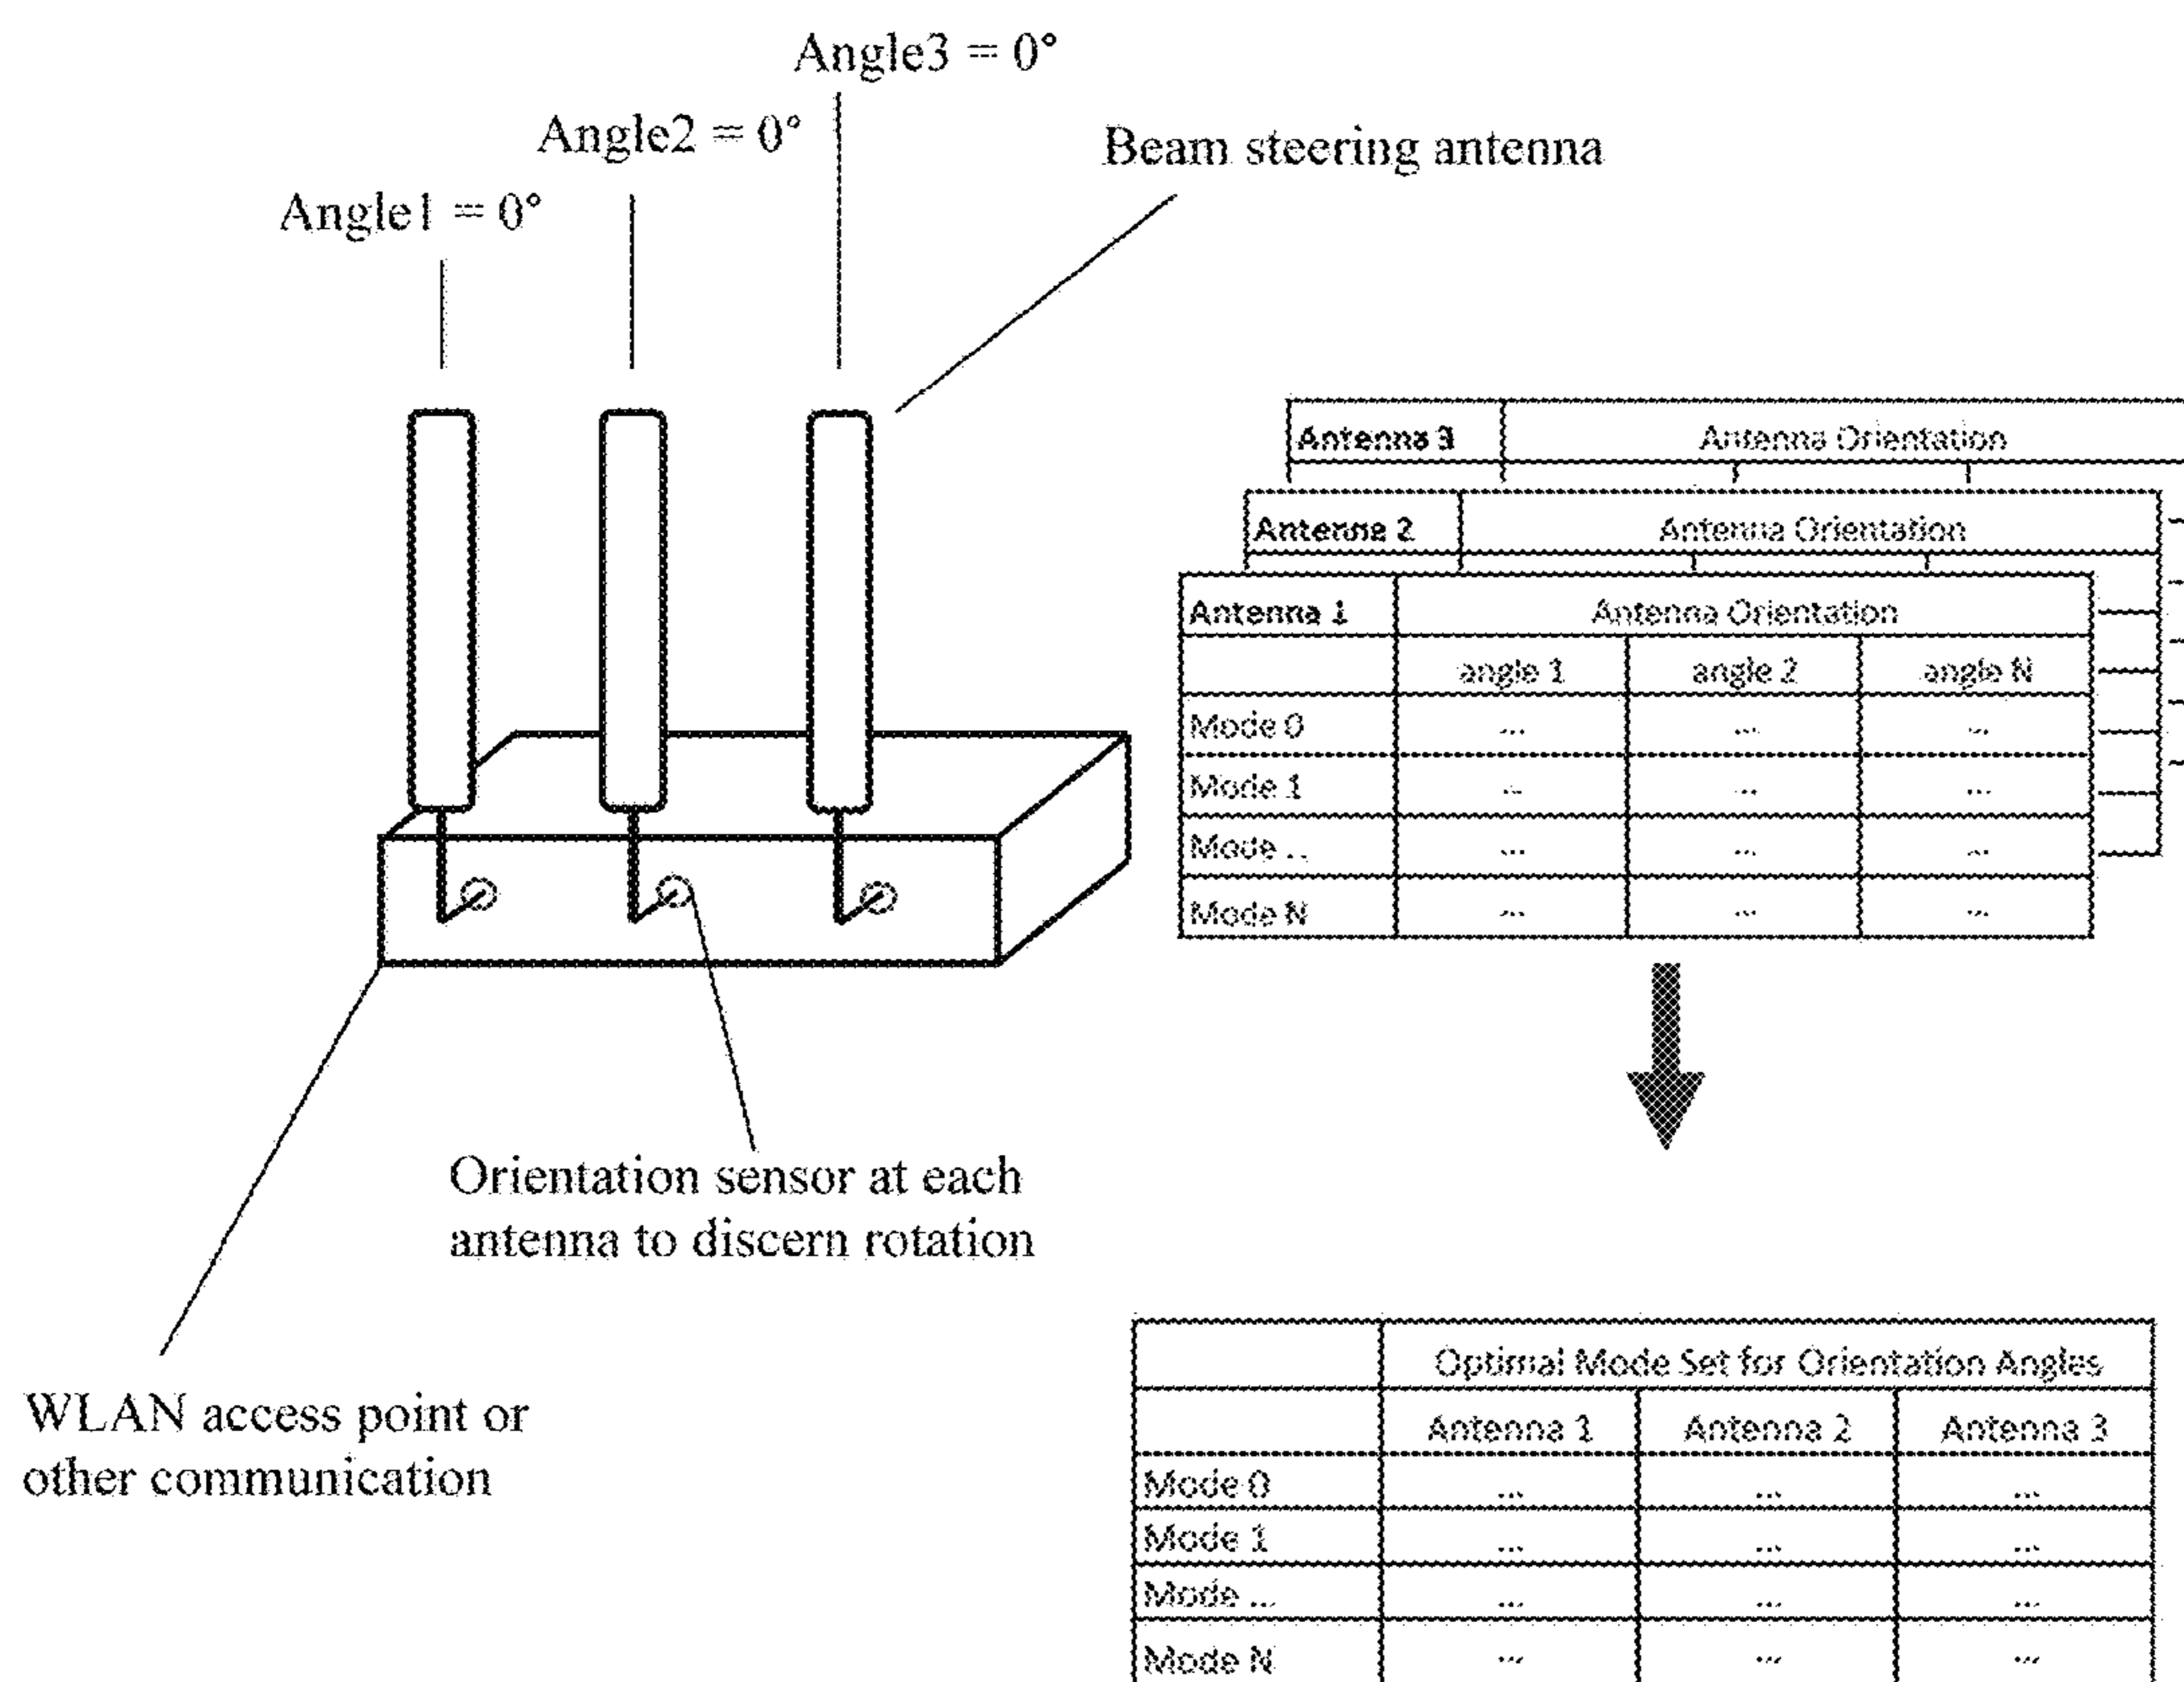 Angle3 = 0°
Angle2 = 0°
Angle1 = 0°
Beam steering antenna
Antenna 3 Antenna Orientation
Antenna 2 Antenna Orientation
Antenna 1 Antenna Orientation
angle 1 angle 2 angle N
Mode 0 ... ... ...
Mode 1 ... ... ...
Mode ... ... ... ...
Mode N ... ... ...
Orientation sensor at each
antenna to discern rotation
WLAN access point or
other communication
Optimal Mode Set for Orientation Angles
Antenna 1 Antenna 2 Antenna 3
Mode 0 ... ... ...
Mode 1 ... ... ...
Mode ... ... ... ...
Mode N ... ... ...